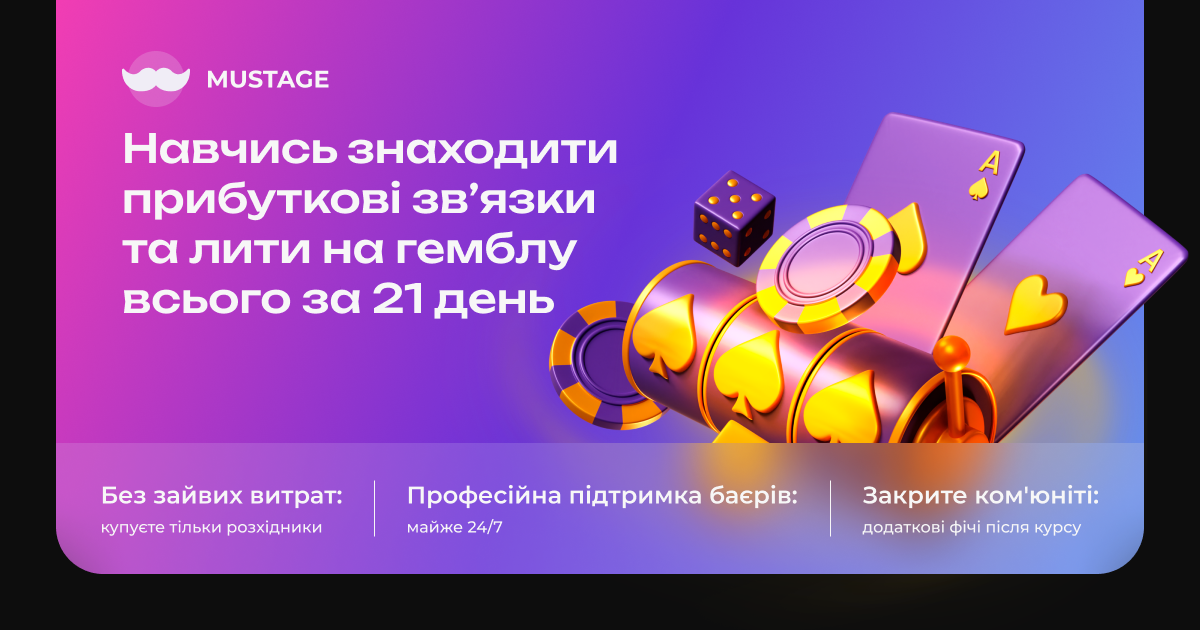 MUSTAGE
Навчись знаходити
прибуткові зв’язки
та лити на гемблу
всього за 21 день
A
A
Без зайвих витрат:
купуєте тільки розхідники
Професійна підтримка баєрів:
майже 24/7
Закрите ком'юніті:
додаткові фічі після курсу